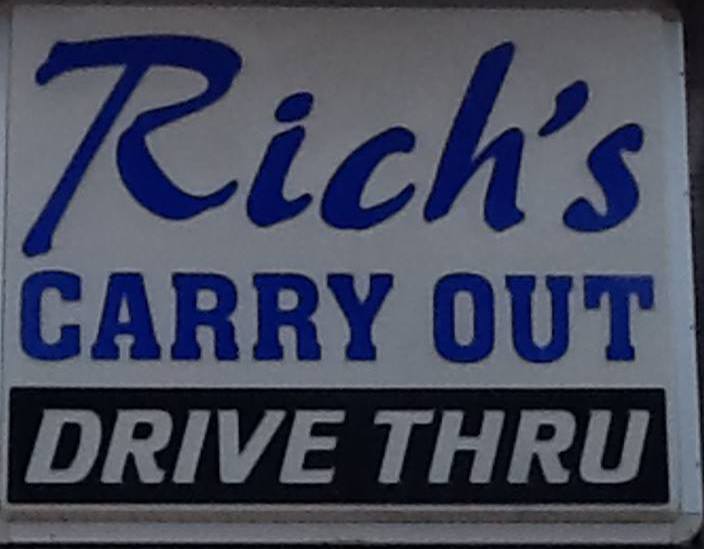 Rich's
CARRY OUT
DRIVE THRU